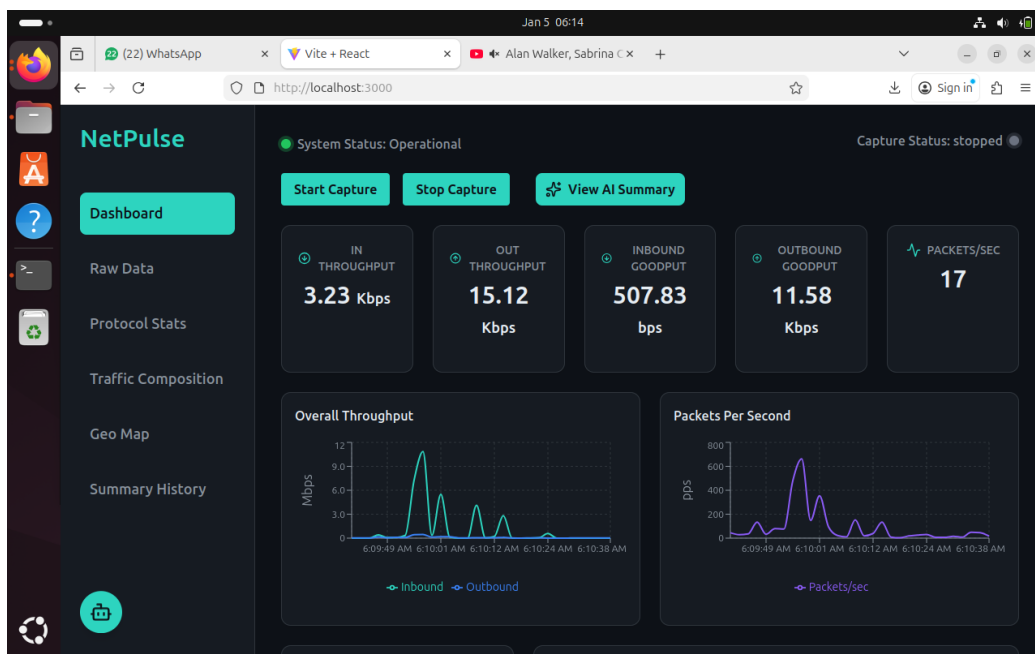 Jan 5 06:14
(22) WhatsApp
Vite + React
Alan Walker, Sabrina C
http://localhost:3000
Sign in
NetPulse
System Status: Operational
Capture Status: stopped
Start Capture
Stop Capture
View AI Summary
Dashboard
Raw Data
Protocol Stats
Traffic Composition
Geo Map
Summary History
IN
THROUGHPUT
3.23 Kbps
OUT
THROUGHPUT
15.12
Kbps
INBOUND
GOODPUT
507.83
bps
OUTBOUND
GOODPUT
11.58
Kbps
PACKETS/SEC
17
Overall Throughput
Mbps
12
9.0
6.0
3.0
0
6:09:49 AM 6:10:01 AM 6:10:12 AM 6:10:24 AM 6:10:38 AM
Inbound Outbound
Packets Per Second
pps
800
600
400
200
0
6:09:49 AM 6:10:01 AM 6:10:12 AM 6:10:24 AM 6:10:38 AM
Packets/sec